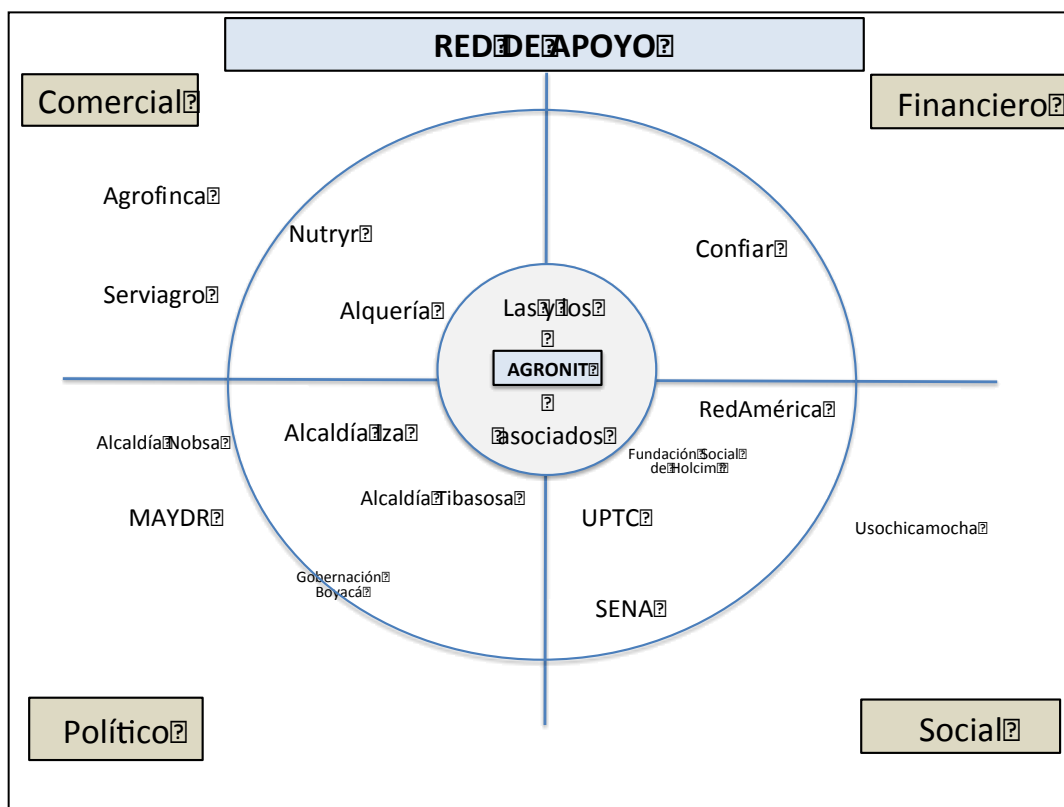 RED DE APOYO
Comercial
Financiero
Agrofinca
Nutryr
Confiar
Serviagro
Alquería
Las y los
AGRONIT
asociados
RedAmérica
Alcaldía Nobsa
Alcaldía Iza
Fundación Social
de Holcim
Alcaldía Tibasosa
MAYDR
UPTC
Usochicamocha
Gobernación
Boyacá
SENA
Político
Social